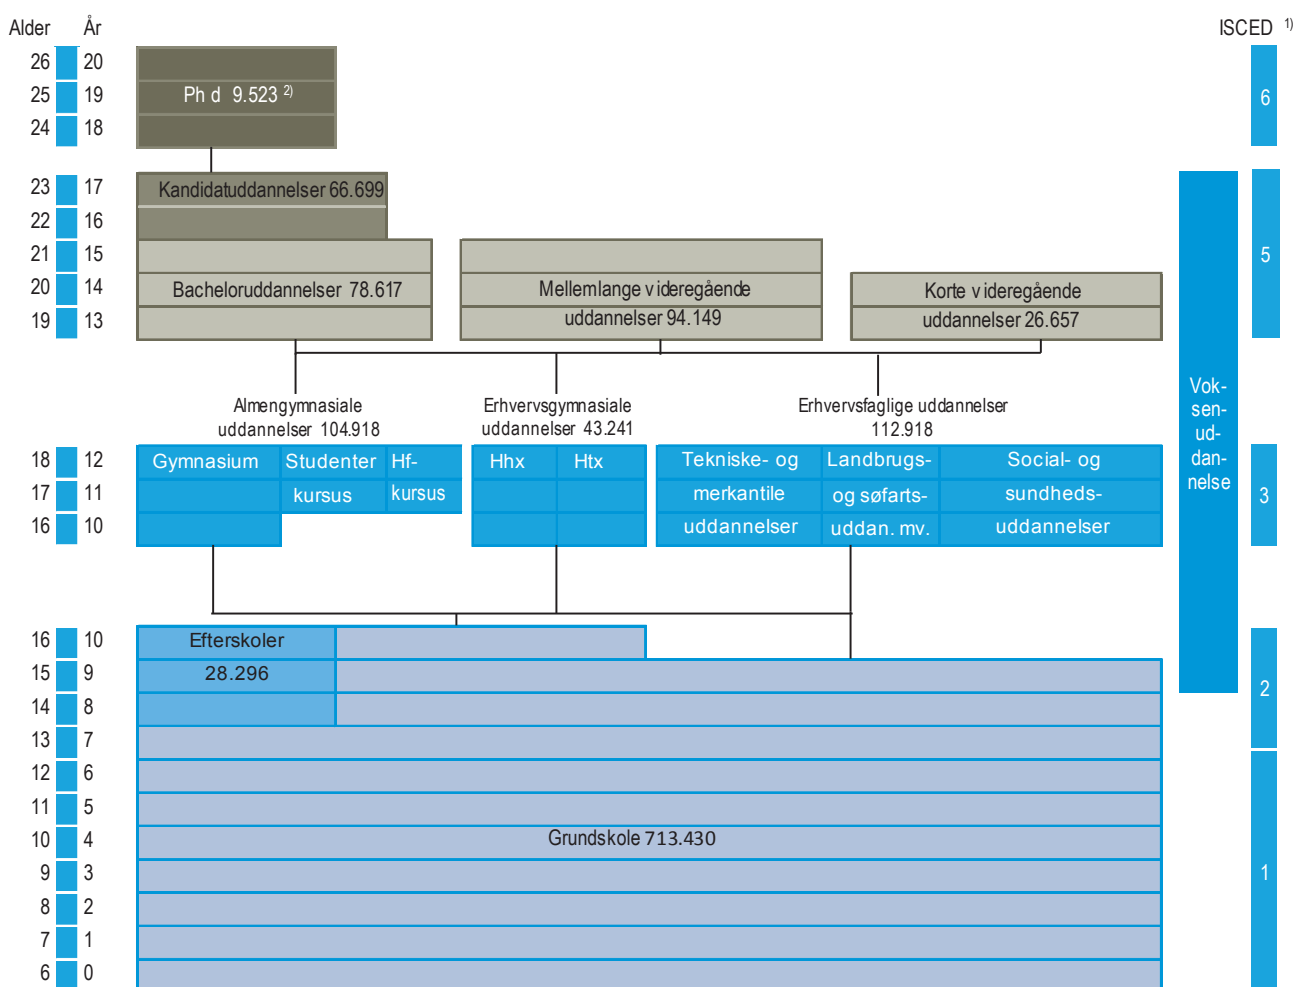 Alder År ISCED 1)
26 20
25 19 Ph d 9.523 2) 6
24 18
23 17 Kandidatuddannelser 66.699
22 16
21 15 5
20 14 Bacheloruddannelser 78.617 Mellemlange videregående Korte videregående
19 13 uddannelser 94.149 uddannelser 26.657
Almengymnasiale Erhvervsgymnasiale Erhvervsfaglige uddannelser
uddannelser 104.918 uddannelser 43.241 112.918
Vok-
sen-
ud-
dan-
nelse
18 12 Gymnasium Studenter Hf- Hhx Htx Tekniske- og Landbrugs- Social- og
17 11 kursus kursus merkantile og søfarts- sundheds- 3
16 10 uddannelser uddan. mv. uddannelser
16 10 Efterskoler
15 9 28.296
14 8 2
13 7
12 6
11 5
10 4 Grundskole 713.430
9 3 1
8 2
7 1
6 0